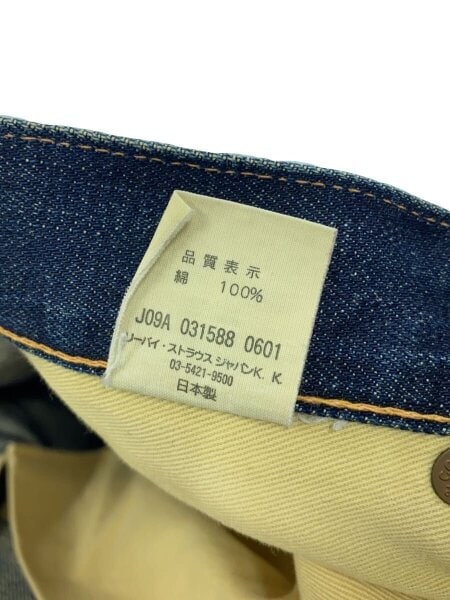 品質表示
綿 100%
J09A 031588 0601
リーバイ・ストラウス ジャパンK.K.
03-5421-9500
日本製